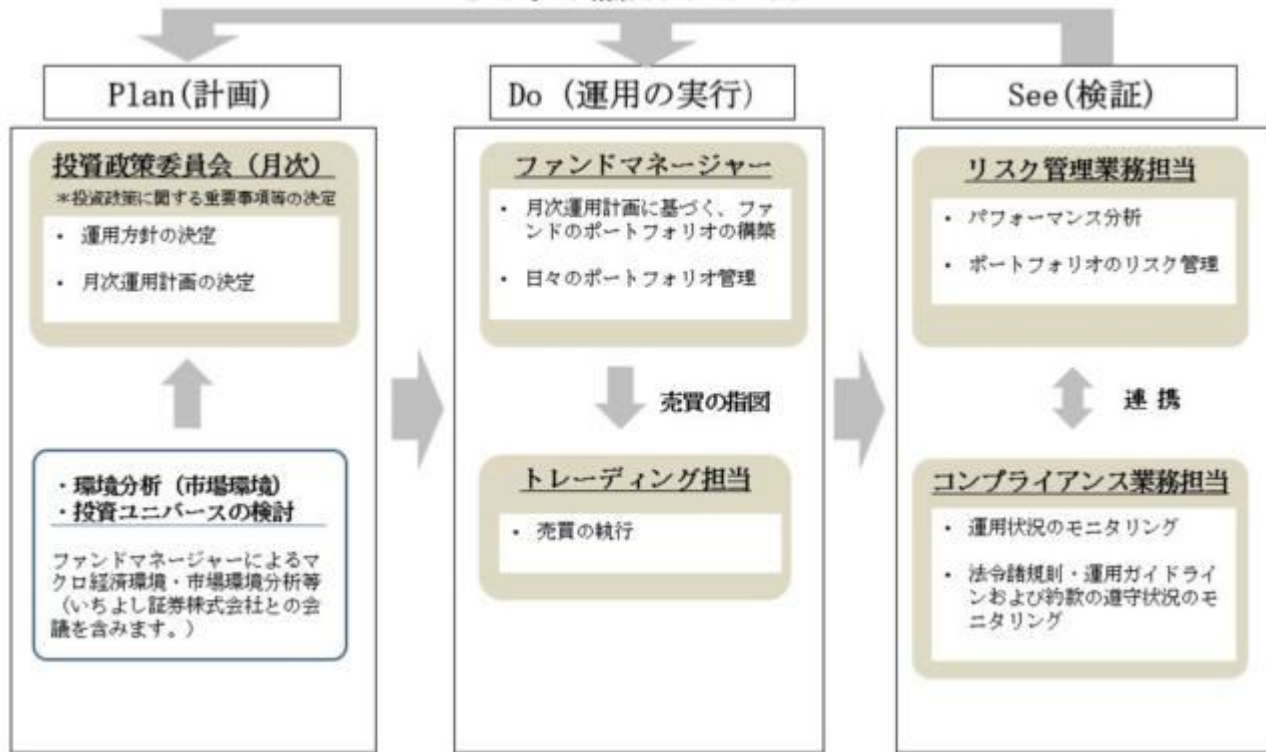 Plan(計画)
投資政策委員会（月次）
＊投資政策に関する重要事項等の決定
・ 運用方針の決定
・ 月次運用計画の決定
・環境分析（市場環境）
・投資ユニバースの検討
ファンドマネージャーによるマ
クロ経済環境・市場環境分析等
（いちよし証券株式会社との会
議を含みます。）
Do（運用の実行）
ファンドマネージャー
・ 月次運用計画に基づく、ファ
ンドのポートフォリオの構築
・ 日々のポートフォリオ管理
売買の指図
トレーディング担当
・ 売買の執行
See(検証)
リスク管理業務担当
・ パフォーマンス分析
・ ポートフォリオのリスク管理
連 携
コンプライアンス業務担当
・ 運用状況のモニタリング
・ 法令諸規則・運用ガイドライ
ンおよび約款の遵守状況のモ
ニタリング